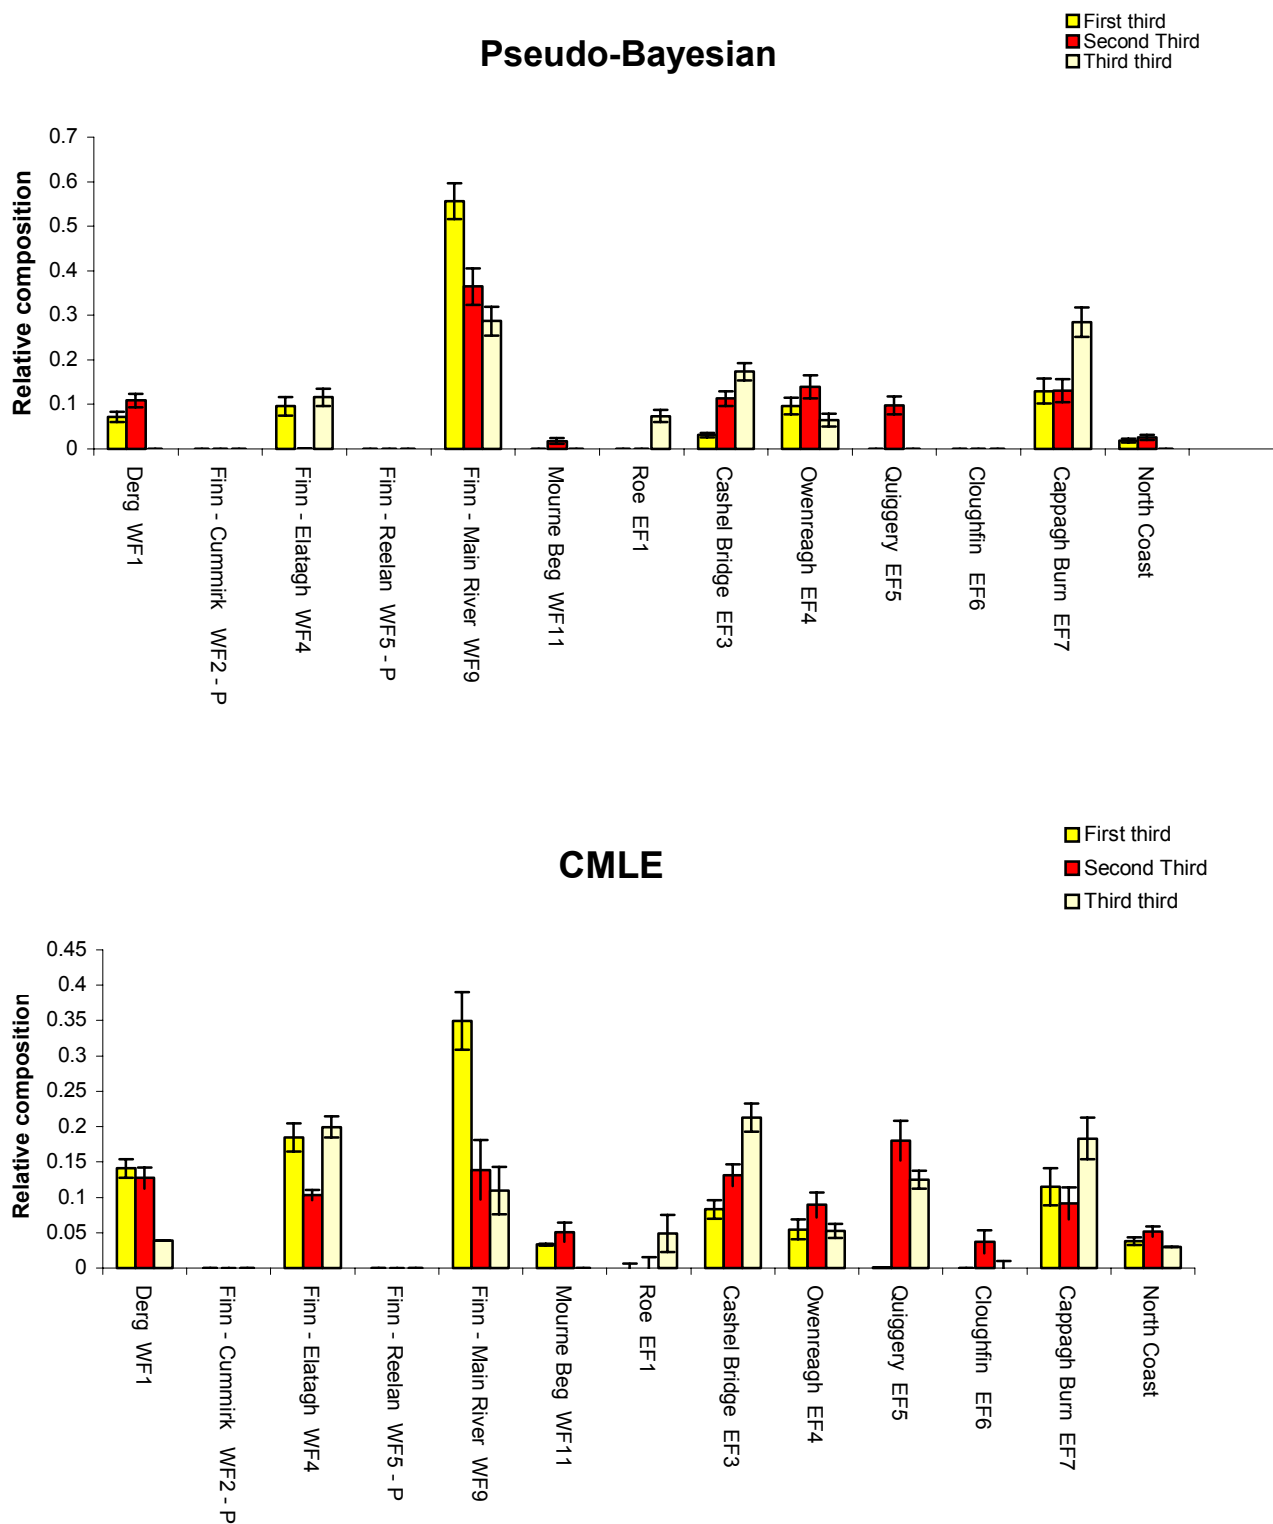 First third
Second Third
Third third
Pseudo-Bayesian
Relative composition
0.7
0.6
0.5
0.4
0.3
0.2
0.1
0
Derg WF1
Finn - Cummirk WF2 - P
Finn - Elatagh WF4
Finn - Reelan WF5 - P
Finn - Main River WF9
Mourne Beg WF11
Roe EF1
Cashel Bridge EF3
Owenreagh EF4
Quiggery EF5
Cloughfin EF6
Cappagh Burn EF7
North Coast
First third
Second Third
Third third
CMLE
Relative composition
0.45
0.4
0.35
0.3
0.25
0.2
0.15
0.1
0.05
0
Derg WF1
Finn - Cummirk WF2 - P
Finn - Elatagh WF4
Finn - Reelan WF5 - P
Finn - Main River WF9
Mourne Beg WF11
Roe EF1
Cashel Bridge EF3
Owenreagh EF4
Quiggery EF5
Cloughfin EF6
Cappagh Burn EF7
North Coast